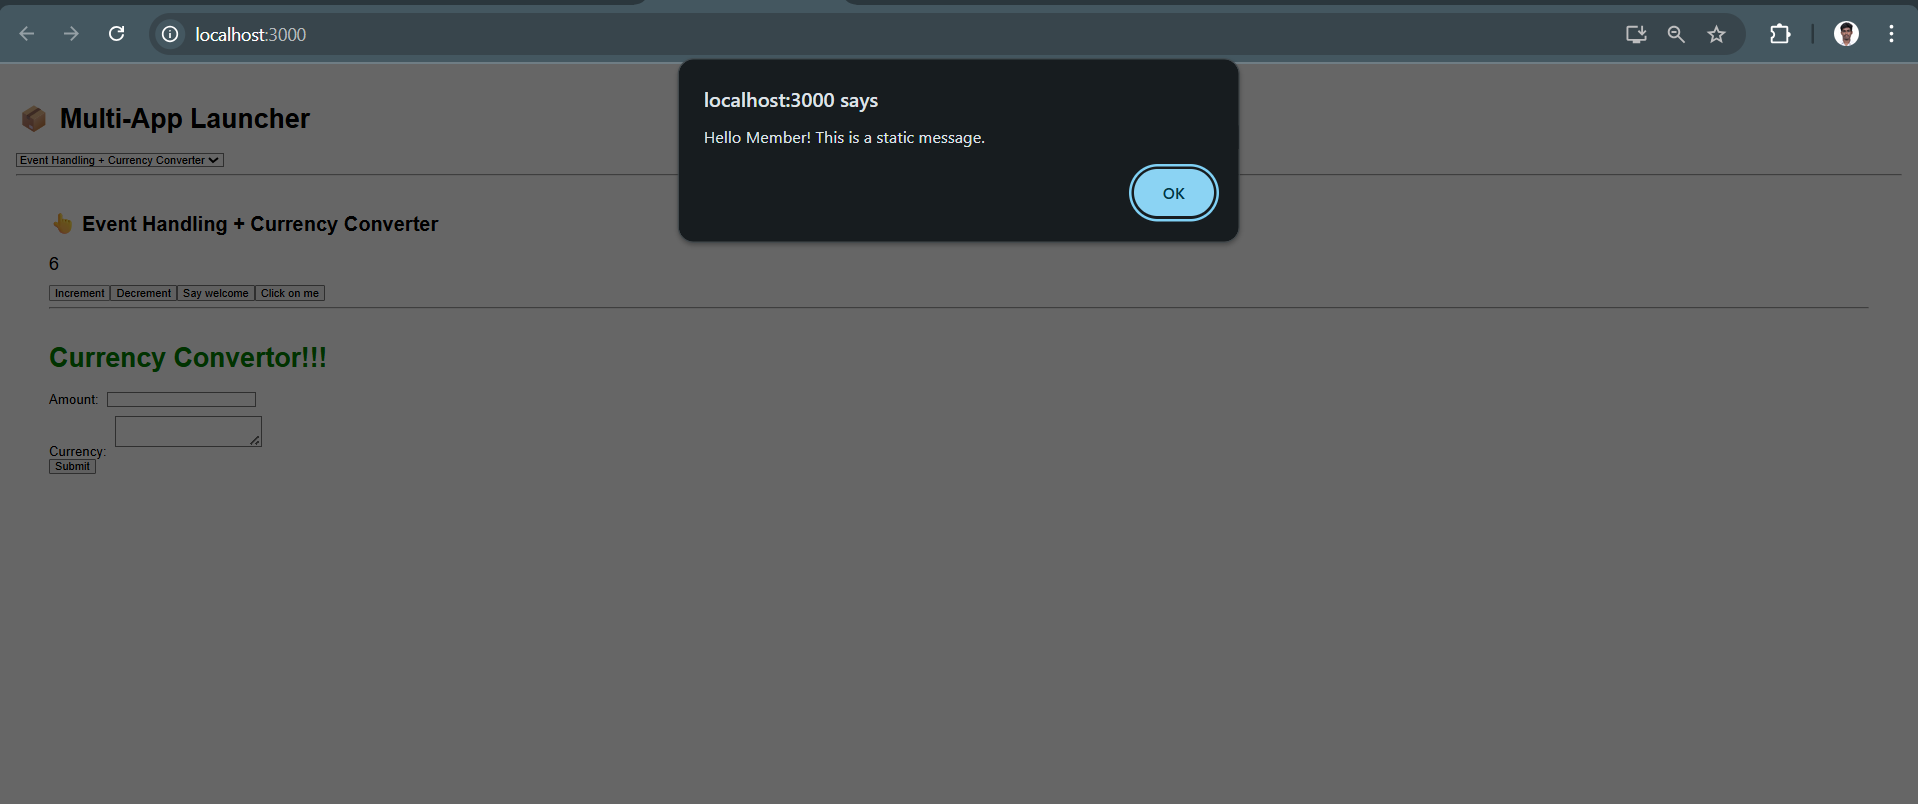 localhost:3000
localhost:3000 says
Hello Member! This is a static message.
OK
Multi-App Launcher
Event Handling + Currency Converter
Event Handling + Currency Converter
6
Increment Decrement Say welcome Click on me
Currency Convertor!!!
Amount:
Currency:
Submit